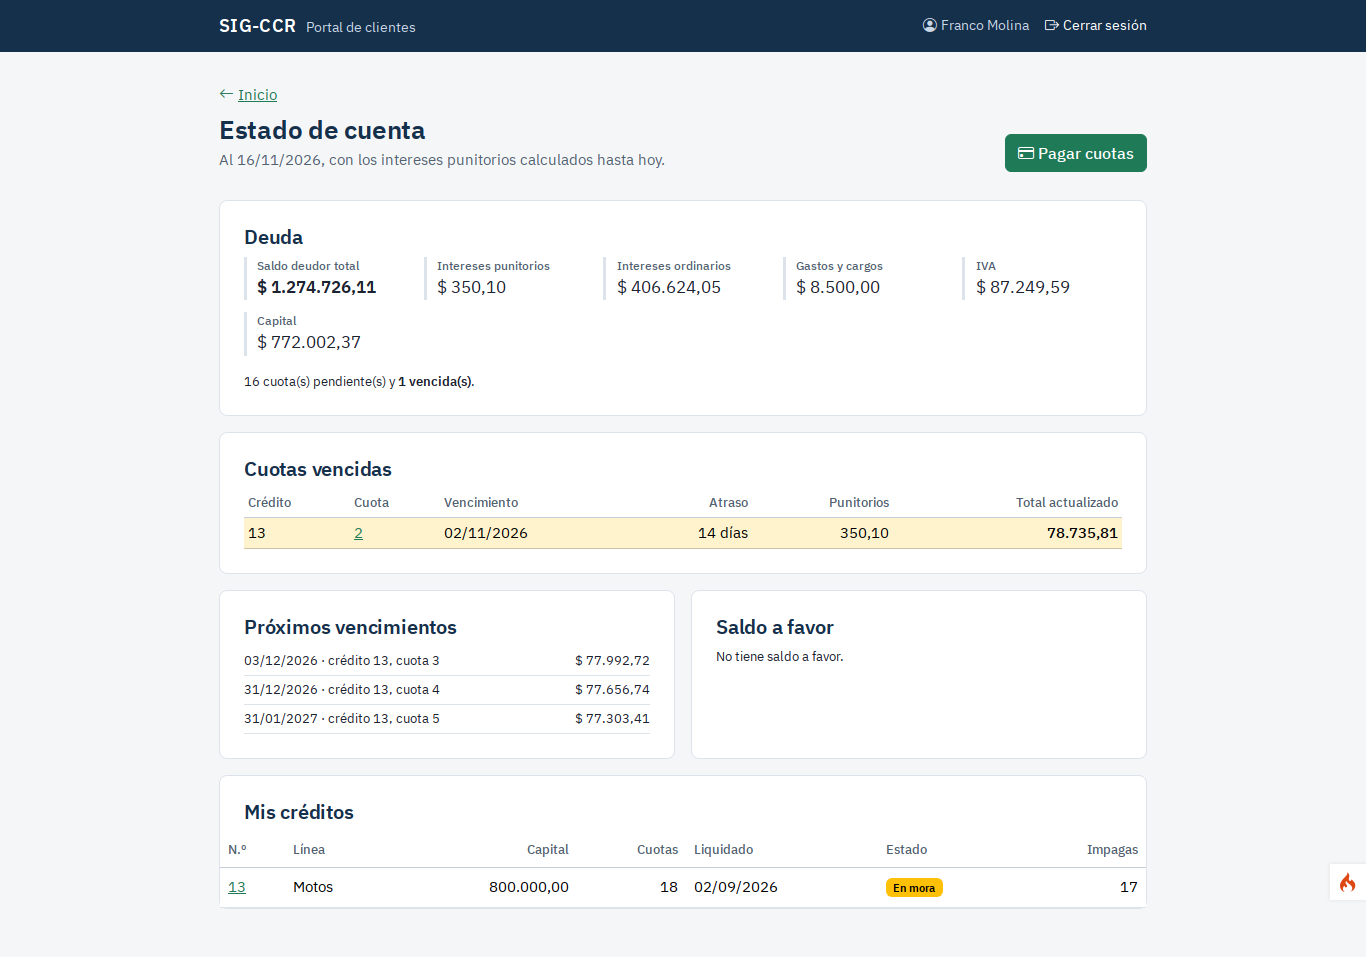 SIG-CCR Portal de clientes
Franco Molina Cerrar sesión
← Inicio
Estado de cuenta
Al 16/11/2026, con los intereses punitorios calculados hasta hoy.
Pagar cuotas
Deuda
Saldo deudor total Intereses punitorios Intereses ordinarios Gastos y cargos IVA
$ 1.274.726,11 $ 350,10 $ 406.624,05 $ 8.500,00 $ 87.249,59
Capital
$ 772.002,37
16 cuota(s) pendiente(s) y 1 vencida(s).
Cuotas vencidas
Crédito Cuota Vencimiento Atraso Punitorios Total actualizado
13 2 02/11/2026 14 días 350,10 78.735,81
Próximos vencimientos
03/12/2026 · crédito 13, cuota 3 $ 77.992,72
31/12/2026 · crédito 13, cuota 4 $ 77.656,74
31/01/2027 · crédito 13, cuota 5 $ 77.303,41
Saldo a favor
No tiene saldo a favor.
Mis créditos
N.º Línea Capital Cuotas Liquidado Estado Impagas
13 Motos 800.000,00 18 02/09/2026 En mora 17